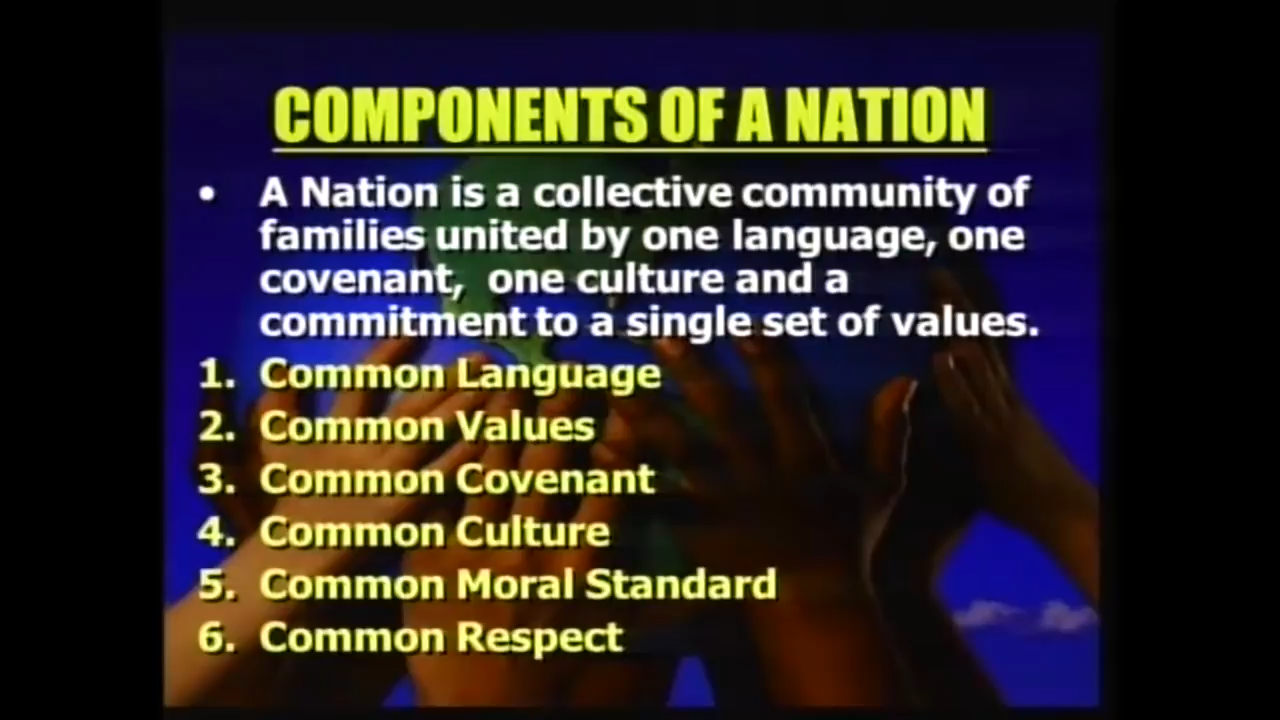 COMPONENTS OF A NATION
• A Nation is a collective community of
families united by one language, one
covenant, one culture and a
commitment to a single set of values.
1. Common Language
2. Common Values
3. Common Covenant
4. Common Culture
5. Common Moral Standard
6. Common Respect